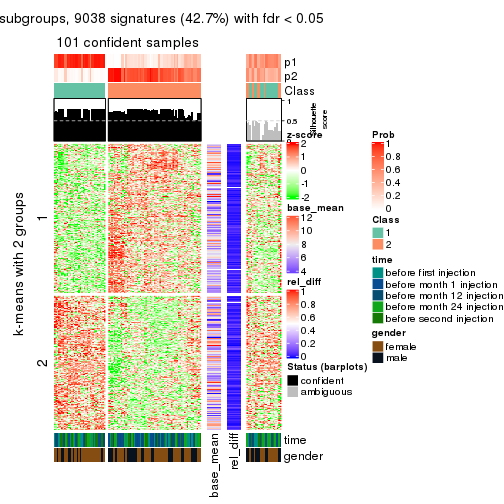 subgroups, 9038 signatures (42.7%) with fdr < 0.05
101 confident samples
p1
p2
Class
1
0.5
0
Silhouette
score
k-means with 2 groups
1
2
time
gender
base_mean
rel_diff
z-score
2
1
0
-1
-2
base_mean
12
10
8
6
4
rel_diff
1
0.8
0.6
0.4
0.2
0
Status (barplots)
confident
ambiguous
Prob
1
0.8
0.6
0.4
0.2
0
Class
1
2
time
before first injection
before month 1 injection
before month 12 injection
before month 24 injection
before second injection
gender
female
male